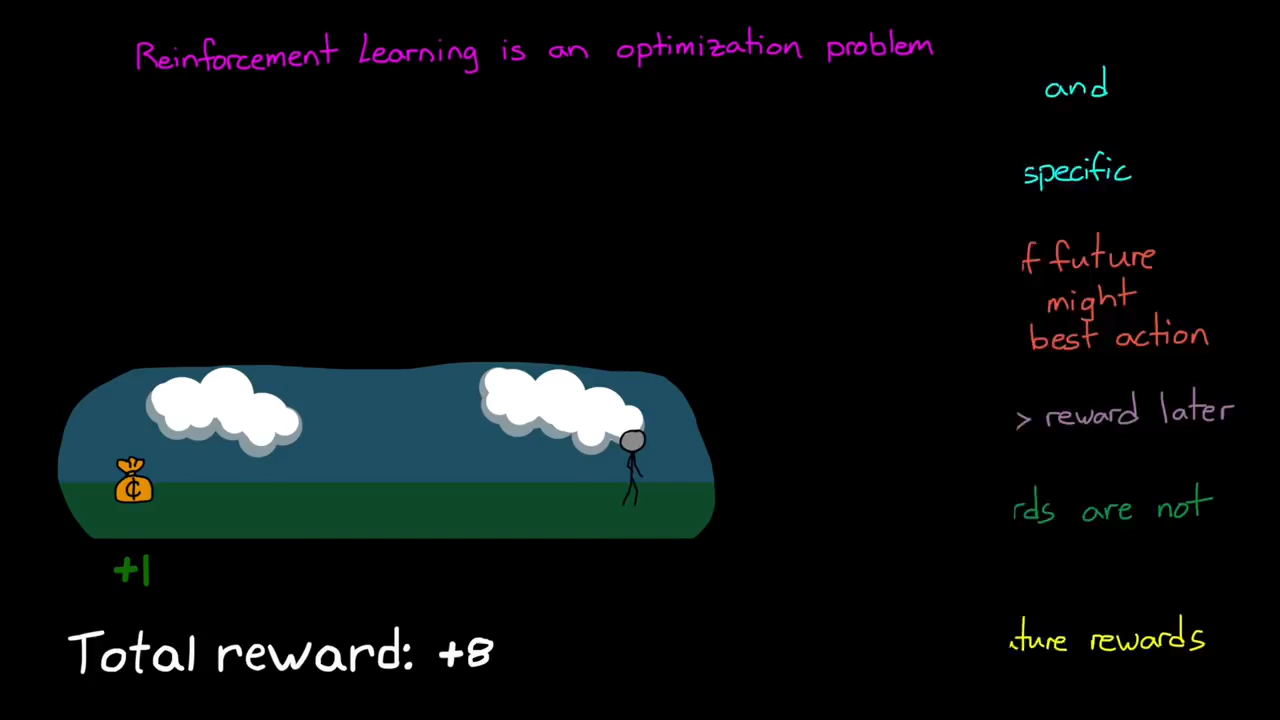 Reinforcement Learning is an optimization problem
and
specific
f future
might
best action
> reward later
rds are not
ture rewards
¢
+1
Total reward: +8